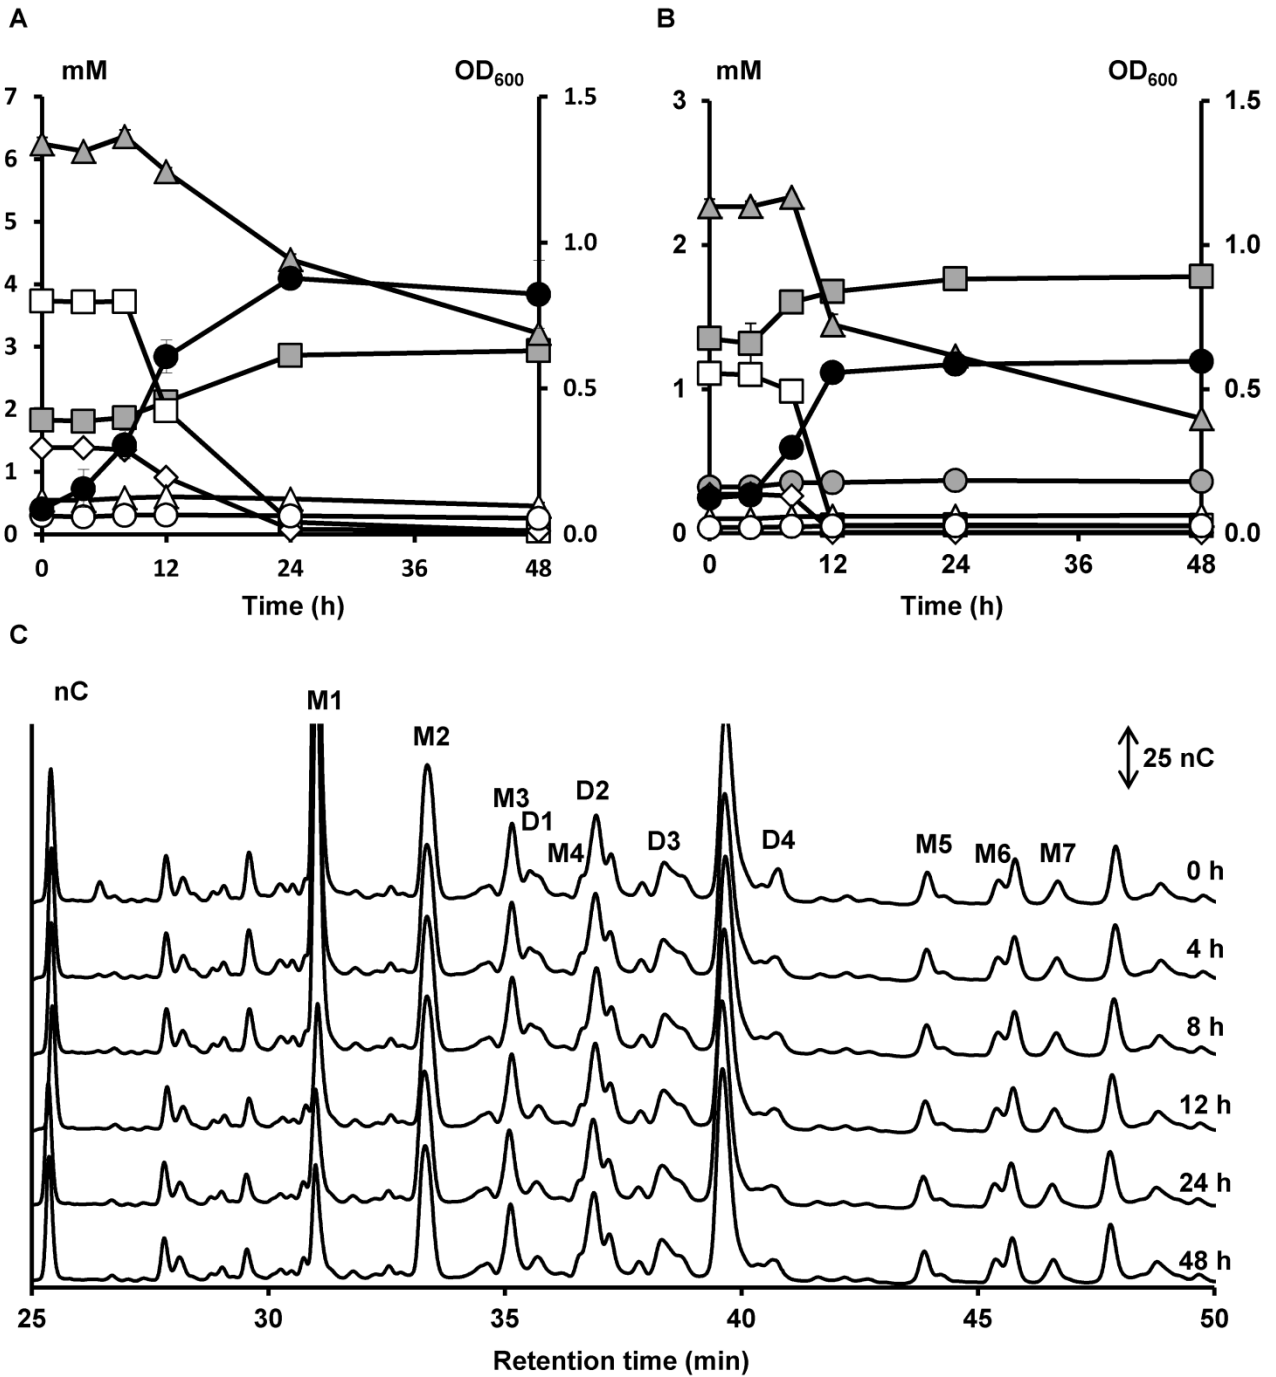 A
B
mM
OD600
mM
OD600
7
6
5
4
3
2
1
0
1.5
1.0
0.5
0.0
3
2
1
0
1.5
1.0
0.5
0.0
0 12 24 36 48
0 12 24 36 48
Time (h)
Time (h)
C
nC
M1
M2
M3
D1
M4
D2
D3
D4
M5
M6
M7
25 nC
0 h
4 h
8 h
12 h
24 h
48 h
25 30 35 40 45 50
Retention time (min)